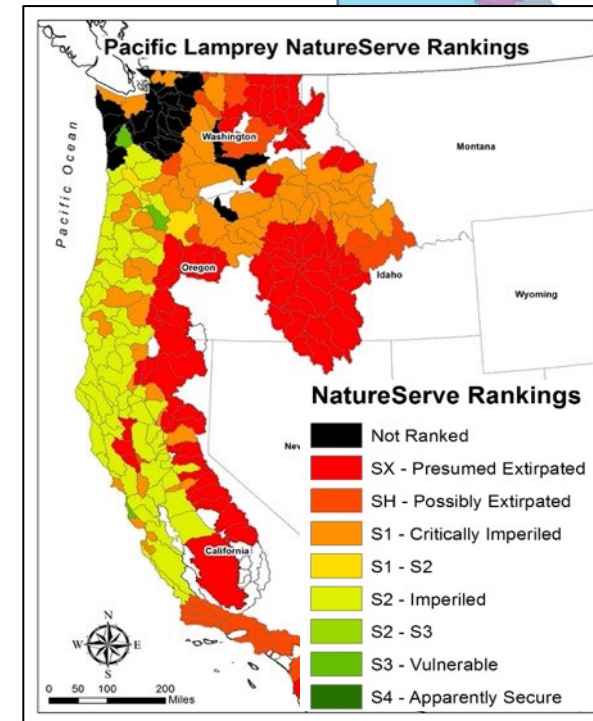 Pacific Lamprey NatureServe Rankings
Pacific Ocean
Washington
Montana
Oregon
Idaho
Wyoming
NatureServe Rankings
Not Ranked
Nev
SX - Presumed Extirpated
SH - Possibly Extirpated
S1 - Critically Imperiled
S1 - S2
California
S2 - Imperiled
S2 - S3
S3 - Vulnerable
S4 - Apparently Secure
N
W E
S
0 50 100 200
Miles